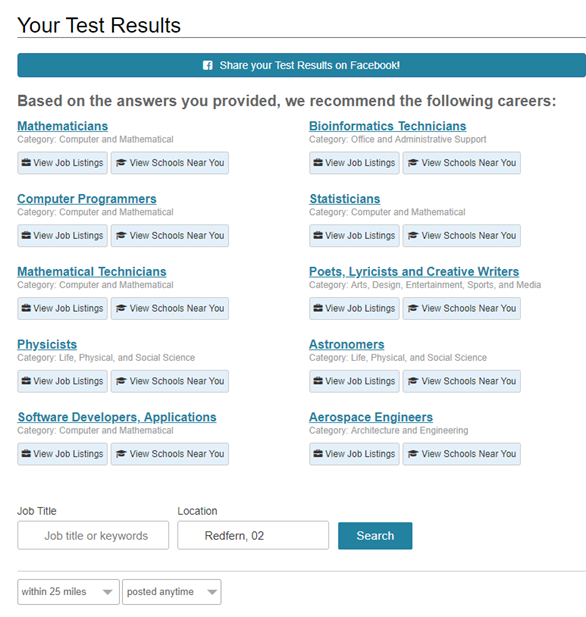 Your Test Results
Share your Test Results on Facebook!
Based on the answers you provided, we recommend the following careers:
Mathematicians
Category: Computer and Mathematical
View Job Listings View Schools Near You
Bioinformatics Technicians
Category: Office and Administrative Support
View Job Listings View Schools Near You
Computer Programmers
Category: Computer and Mathematical
View Job Listings View Schools Near You
Statisticians
Category: Computer and Mathematical
View Job Listings View Schools Near You
Mathematical Technicians
Category: Computer and Mathematical
View Job Listings View Schools Near You
Poets, Lyricists and Creative Writers
Category: Arts, Design, Entertainment, Sports, and Media
View Job Listings View Schools Near You
Physicists
Category: Life, Physical, and Social Science
View Job Listings View Schools Near You
Astronomers
Category: Life, Physical, and Social Science
View Job Listings View Schools Near You
Software Developers, Applications
Category: Computer and Mathematical
View Job Listings View Schools Near You
Aerospace Engineers
Category: Architecture and Engineering
View Job Listings View Schools Near You
Job Title Location
Job title or keywords Redfern, 02 Search
within 25 miles posted anytime